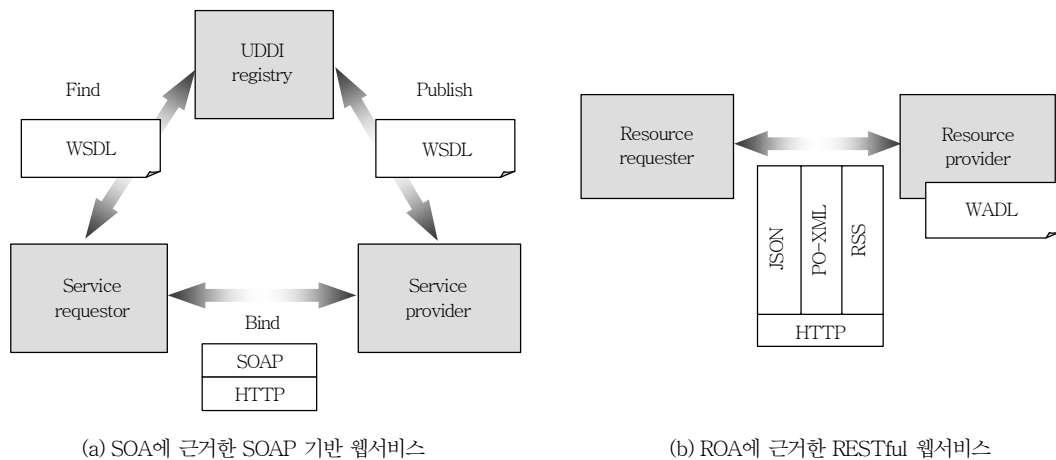 UDDI
registry
Find
Publish
WSDL
WSDL
Service
requestor
Service
provider
Bind
SOAP
HTTP
(a) SOA에 근거한 SOAP 기반 웹서비스
Resource
requester
Resource
provider
WADL
JSON
PO-XML
RSS
HTTP
(b) ROA에 근거한 RESTful 웹서비스